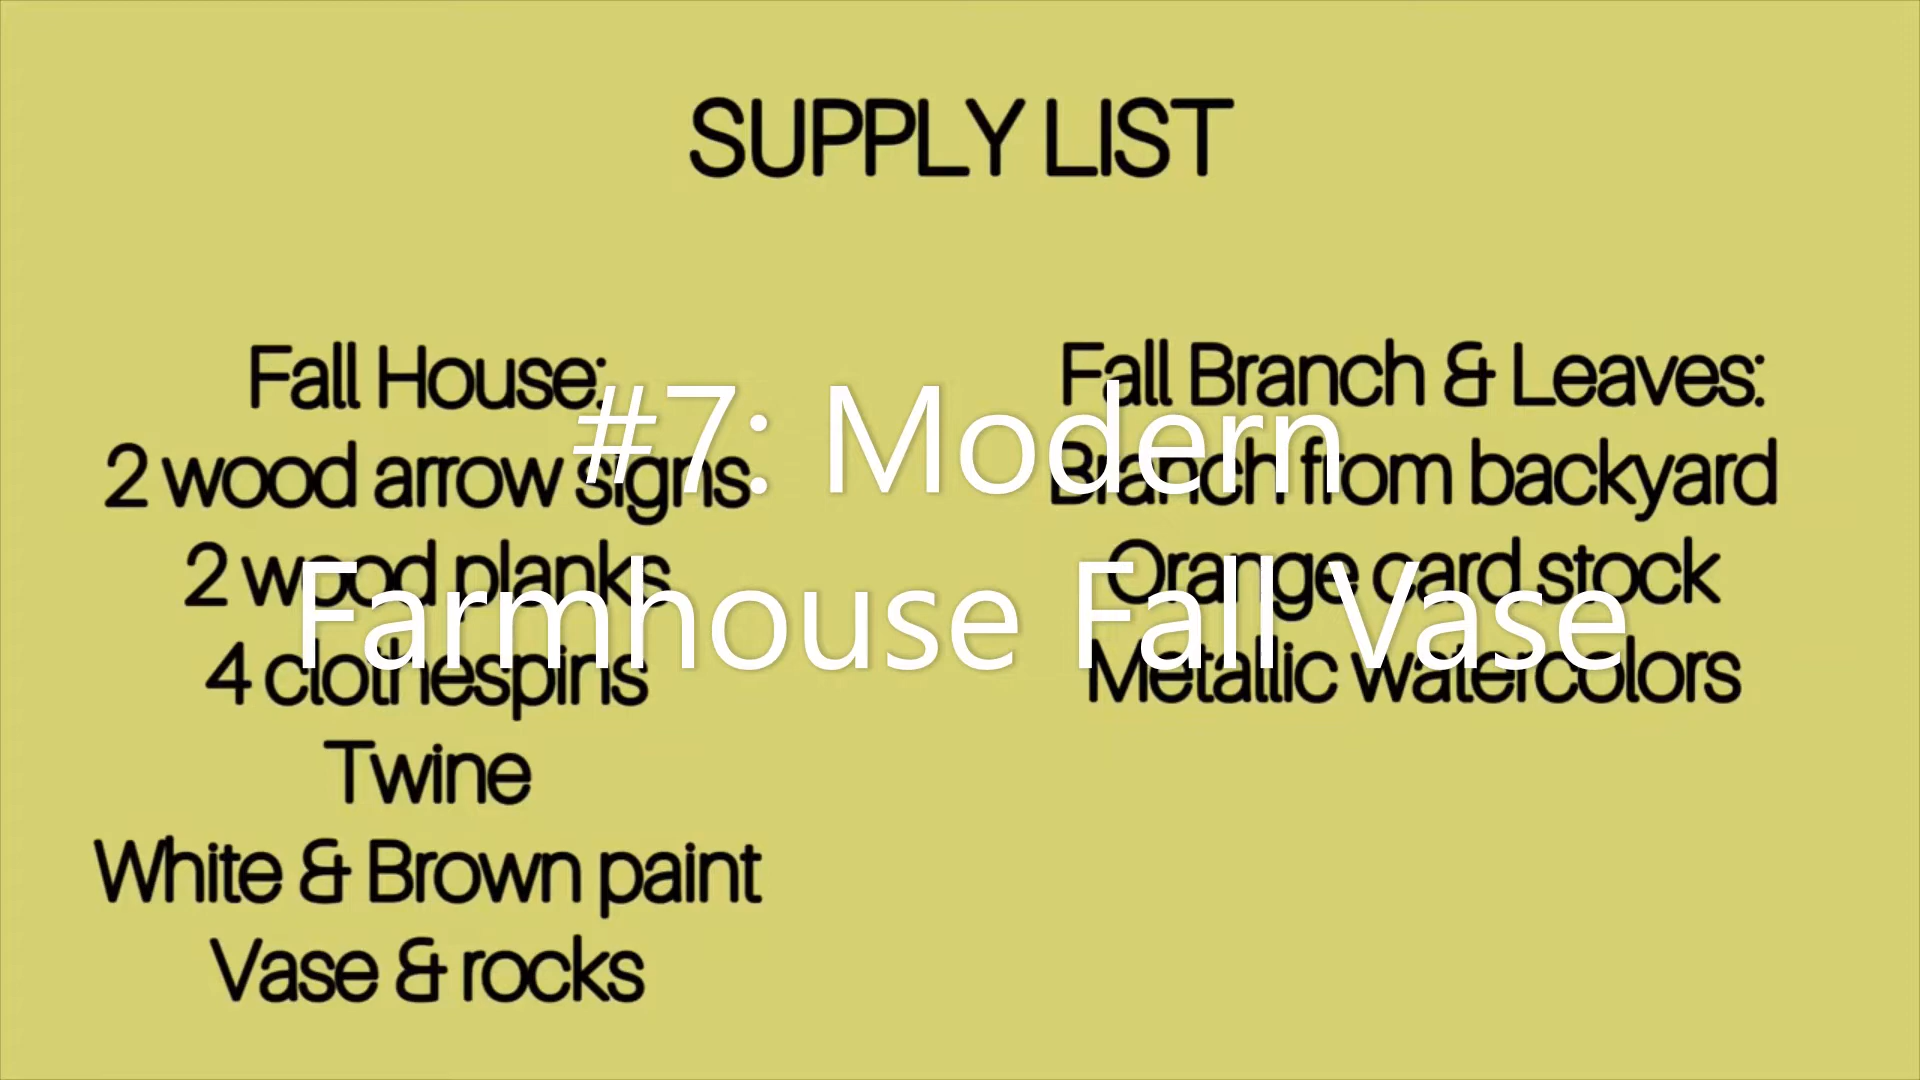 SUPPLY LIST
Fall House:
2 wood arrow signs
2 wood planks
4 clothespins
Twine
White & Brown paint
Vase & rocks
Fall Branch & Leaves:
Branch from backyard
Orange card stock
Metallic watercolors
#7: Modern
Farmhouse Fall Vase